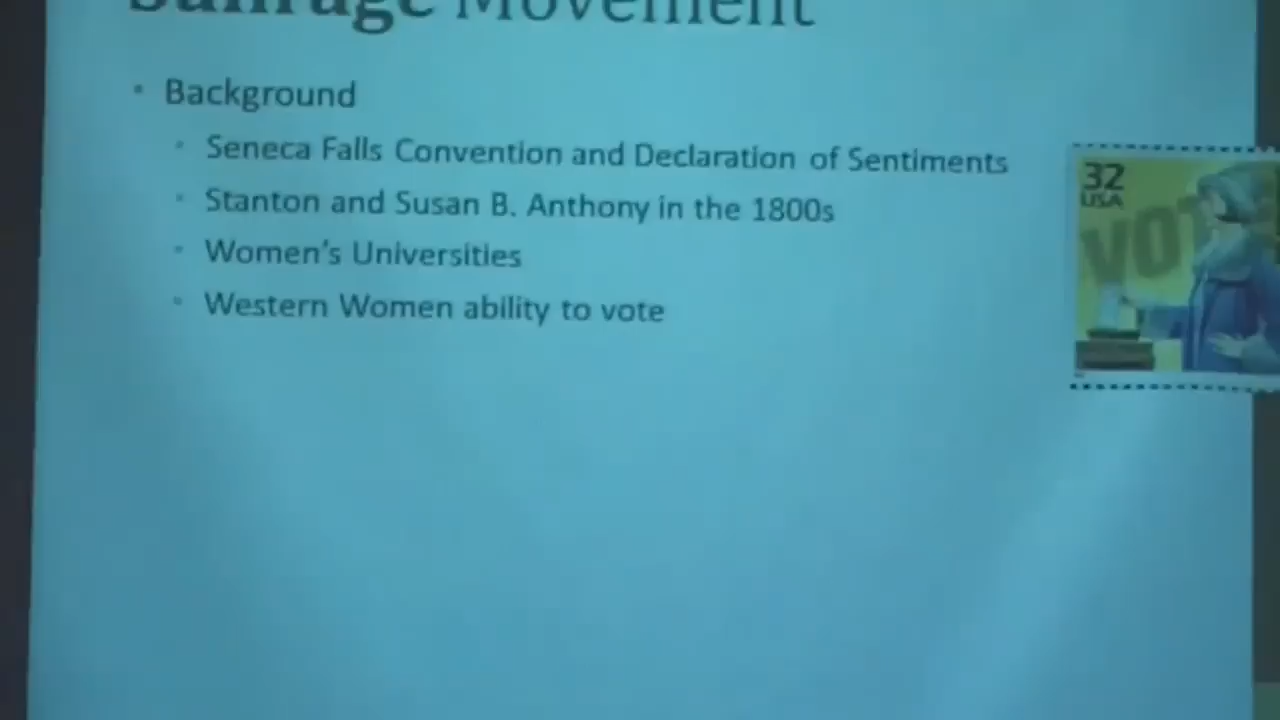 Suffrage Movement
• Background
• Seneca Falls Convention and Declaration of Sentiments
• Stanton and Susan B. Anthony in the 1800s
• Women's Universities
• Western Women ability to vote
32
USA
VOTE